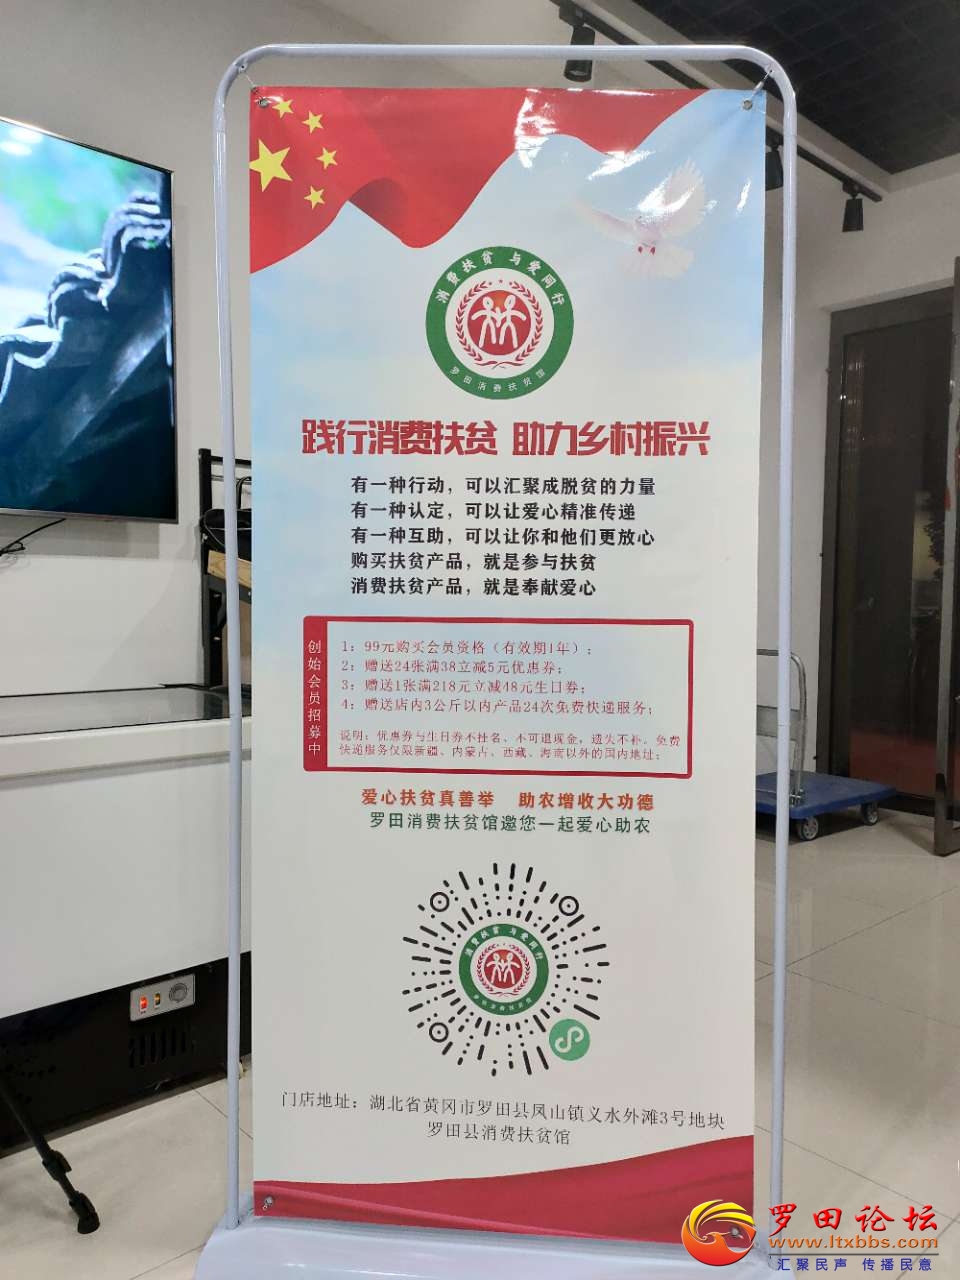 消费扶贫 与爱同行
罗田消费扶贫馆
践行消费扶贫 助力乡村振兴
有一种行动，可以汇聚成脱贫的力量
有一种认定，可以让爱心精准传递
有一种互助，可以让你和他们更放心
购买扶贫产品，就是参与扶贫
消费扶贫产品，就是奉献爱心
创始会员招募中
1：99元购买会员资格（有效期1年）；
2：赠送24张满38立减5元优惠券；
3：赠送1张满218元立减48元生日券；
4：赠送店内3公斤以内产品24次免费快递服务；
说明：优惠券与生日券不挂名、不可退现金，遗失不补。免费
快递服务仅限新疆、内蒙古、西藏、海南以外的国内地址；
爱心扶贫真善举 助农增收大功德
罗田消费扶贫馆邀您一起爱心助农
消费扶贫 与爱同行
罗田消费扶贫馆
门店地址：湖北省黄冈市罗田县凤山镇义水外滩3号地块
罗田县消费扶贫馆
罗田论坛
www.ltxbbs.com
汇聚民声 传播民意